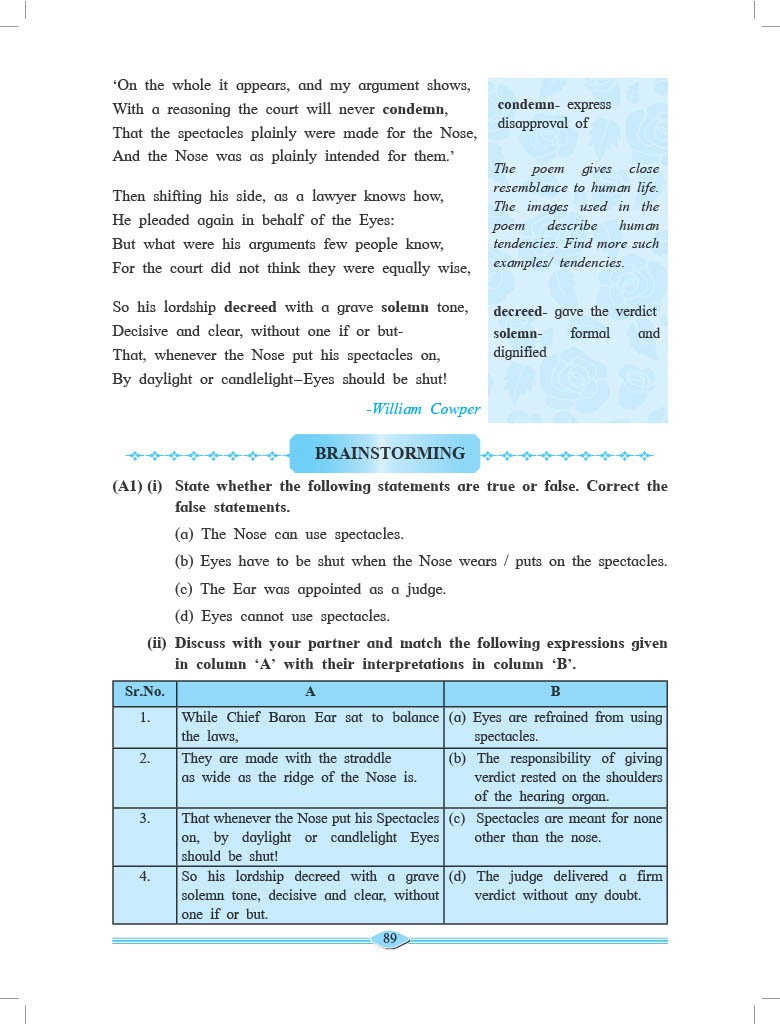 ‘On the whole it appears, and my argument shows,
With a reasoning the court will never condemn,
That the spectacles plainly were made for the Nose,
And the Nose was as plainly intended for them.’
Then shifting his side, as a lawyer knows how,
He pleaded again in behalf of the Eyes:
But what were his arguments few people know,
For the court did not think they were equally wise,
So his lordship decreed with a grave solemn tone,
Decisive and clear, without one if or but-
That, whenever the Nose put his spectacles on,
By daylight or candlelight–Eyes should be shut!
-William Cowper
condemn- express
disapproval of
The poem gives close
resemblance to human life.
The images used in the
poem describe human
tendencies. Find more such
examples/ tendencies.
decreed- gave the verdict
solemn- formal and
dignified
BRAINSTORMING
(A1) (i) State whether the following statements are true or false. Correct the
false statements.
(a) The Nose can use spectacles.
(b) Eyes have to be shut when the Nose wears / puts on the spectacles.
(c) The Ear was appointed as a judge.
(d) Eyes cannot use spectacles.
(ii) Discuss with your partner and match the following expressions given
in column ‘A’ with their interpretations in column ‘B’.
Sr.No. A B
1. While Chief Baron Ear sat to balance
the laws,
(a) Eyes are refrained from using
spectacles.
2. They are made with the straddle
as wide as the ridge of the Nose is.
(b) The responsibility of giving
verdict rested on the shoulders
of the hearing organ.
3. That whenever the Nose put his Spectacles
on, by daylight or candlelight Eyes
should be shut!
(c) Spectacles are meant for none
other than the nose.
4. So his lordship decreed with a grave
solemn tone, decisive and clear, without
one if or but.
(d) The judge delivered a firm
verdict without any doubt.
89